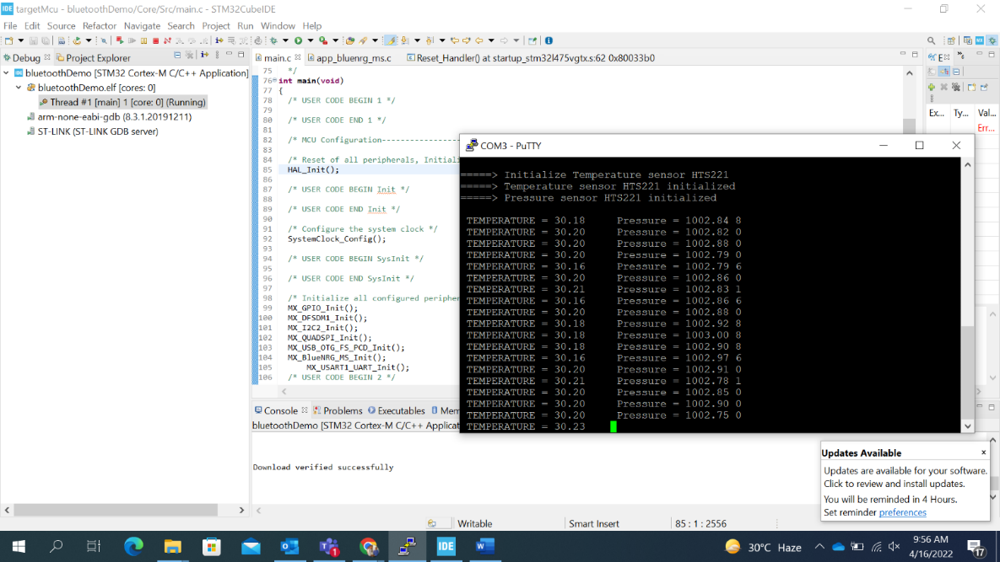 IDE targetMcu - bluetoothDemo/Core/Src/main.c - STM32CubeIDE
File Edit Source Refactor Navigate Search Project Run Window Help
Debug Project Explorer
bluetoothDemo [STM32 Cortex-M C/C++ Application]
bluetoothDemo.elf [cores: 0]
Thread #1 [main] 1 [core: 0] (Running)
arm-none-eabi-gdb (8.3.1.20191211)
ST-LINK (ST-LINK GDB server)
main.c app_bluenrg_ms.c Reset_Handler() at startup_stm32l475vgtx.s:62 0x80033b0
75 */
76 int main(void)
77 {
78 /* USER CODE BEGIN 1 */
79
80 /* USER CODE END 1 */
81
82 /* MCU Configuration-----------------
83
84 /* Reset of all peripherals, Initiali
85 HAL_Init();
86
87 /* USER CODE BEGIN Init */
88
89 /* USER CODE END Init */
90
91 /* Configure the system clock */
92 SystemClock_Config();
93
94 /* USER CODE BEGIN SysInit */
95
96 /* USER CODE END SysInit */
97
98 /* Initialize all configured peripher
99 MX_GPIO_Init();
100 MX_DFSDM1_Init();
101 MX_I2C2_Init();
102 MX_QUADSPI_Init();
103 MX_USB_OTG_FS_PCD_Init();
104 MX_BlueNRG_MS_Init();
105 MX_USART1_UART_Init();
106 /* USER CODE BEGIN 2 */
E
Ex... Ty... Val...
Err...
COM3 - PuTTY
=====> Initialize Temperature sensor HTS221
=====> Temperature sensor HTS221 initialized
=====> Pressure sensor HTS221 initialized
TEMPERATURE = 30.18 Pressure = 1002.84 8
TEMPERATURE = 30.20 Pressure = 1002.82 0
TEMPERATURE = 30.20 Pressure = 1002.88 0
TEMPERATURE = 30.20 Pressure = 1002.79 0
TEMPERATURE = 30.16 Pressure = 1002.79 6
TEMPERATURE = 30.20 Pressure = 1002.86 0
TEMPERATURE = 30.21 Pressure = 1002.83 1
TEMPERATURE = 30.16 Pressure = 1002.86 6
TEMPERATURE = 30.20 Pressure = 1002.88 0
TEMPERATURE = 30.18 Pressure = 1002.92 8
TEMPERATURE = 30.18 Pressure = 1003.00 8
TEMPERATURE = 30.18 Pressure = 1002.90 8
TEMPERATURE = 30.16 Pressure = 1002.97 6
TEMPERATURE = 30.20 Pressure = 1002.91 0
TEMPERATURE = 30.21 Pressure = 1002.78 1
TEMPERATURE = 30.20 Pressure = 1002.85 0
TEMPERATURE = 30.20 Pressure = 1002.90 0
TEMPERATURE = 30.20 Pressure = 1002.75 0
TEMPERATURE = 30.23
Console Problems Executables Mem
bluetoothDemo [STM32 Cortex-M C/C++ Applicat
Download verified successfully
Updates Available x
Updates are available for your software.
Click to review and install updates.
You will be reminded in 4 Hours.
Set reminder preferences
Writable Smart Insert 85 : 1 : 2556
1 IDE W 30°C Haze
9:56 AM
4/16/2022
17